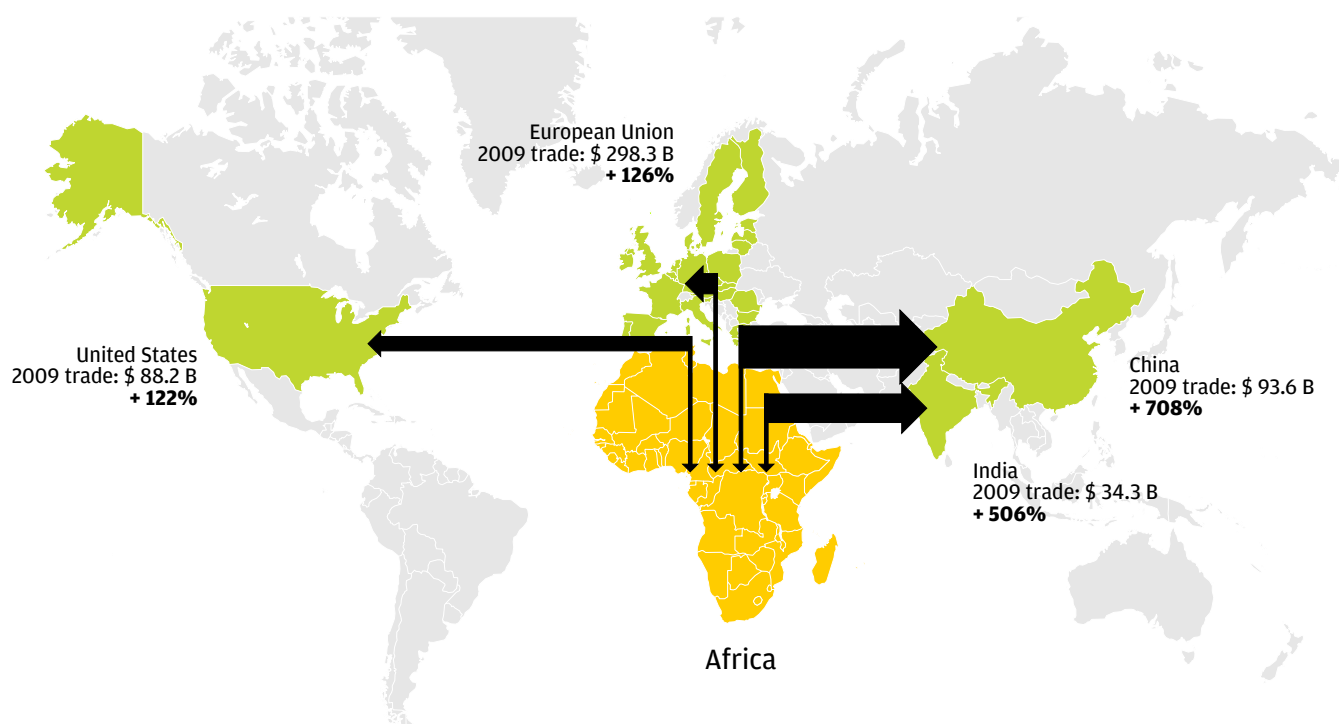 European Union
2009 trade: $ 298.3 B
+ 126%
United States
2009 trade: $ 88.2 B
+ 122%
China
2009 trade: $ 93.6 B
+ 708%
India
2009 trade: $ 34.3 B
+ 506%
Africa